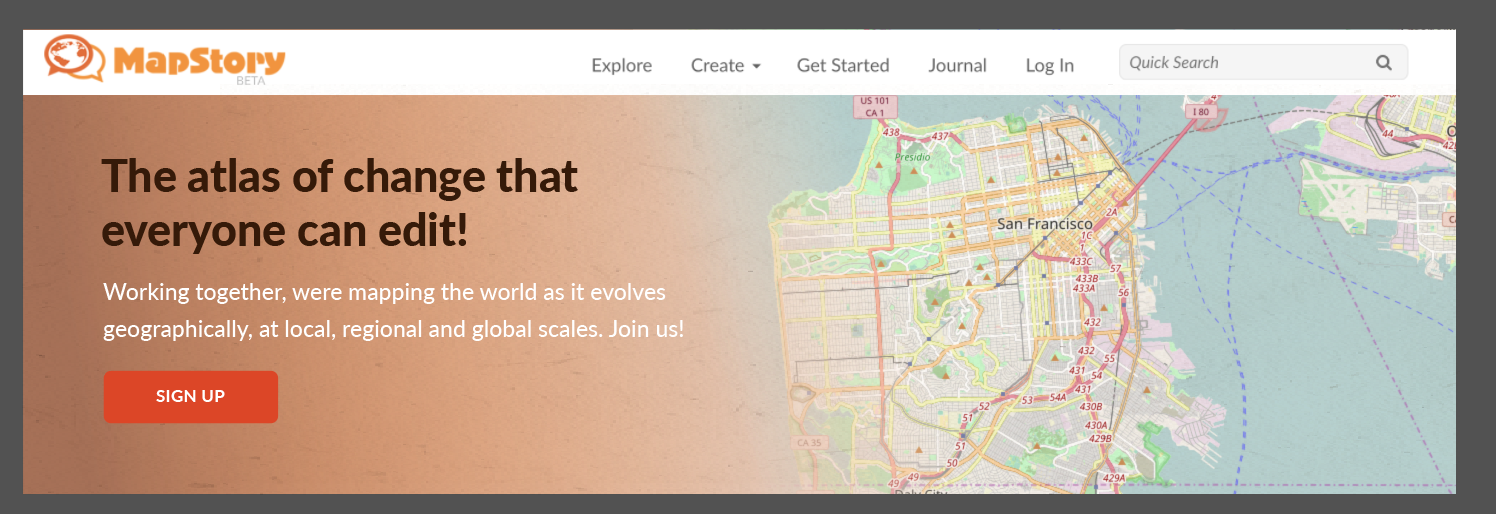 MapStory
BETA
Explore
Create
Get Started
Journal
Log In
Quick Search
The atlas of change that
everyone can edit!
Working together, were mapping the world as it evolves
geographically, at local, regional and global scales. Join us!
SIGN UP
US 101
CA 1
I 80
438
437
44
Presidio
2A
San Francisco
1C
1
433C
57
433B
433A
56
432
432
55
431
54
431
52
53
54A
430B
430A
51
429B
CA 35
51
50
49
49
429A
Daly City